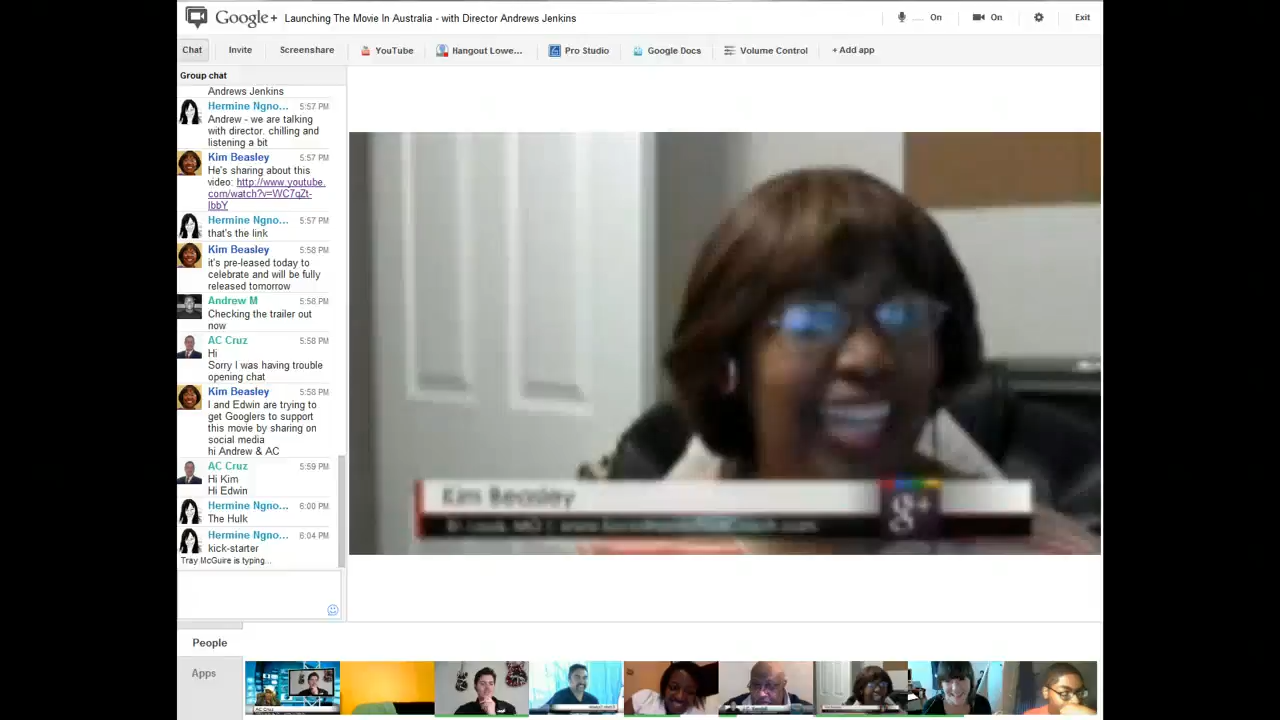 Google+ Launching The Movie In Australia - with Director Andrews Jenkins On On Exit
Chat Invite Screenshare YouTube Hangout Lowe... Pro Studio Google Docs Volume Control + Add app
Group chat
Andrews Jenkins
Hermine Ngno... 5:57 PM
Andrew - we are talking
with director. chilling and
listening a bit
Kim Beasley 5:57 PM
He's sharing about this
video: http://www.youtube.
com/watch?v=WC7qZt-
IbbY
Hermine Ngno... 5:57 PM
that's the link
Kim Beasley 5:58 PM
it's pre-leased today to
celebrate and will be fully
released tomorrow
Andrew M 5:58 PM
Checking the trailer out
now
AC Cruz 5:58 PM
Hi
Sorry I was having trouble
opening chat
Kim Beasley 5:58 PM
I and Edwin are trying to
get Googlers to support
this movie by sharing on
social media
hi Andrew & AC
AC Cruz 5:59 PM
Hi Kim
Hi Edwin
Hermine Ngno... 6:00 PM
The Hulk
Hermine Ngno... 6:04 PM
kick-starter
Tray McGuire is typing...
Kim Beasley
g+
People
Apps
AC Cruz